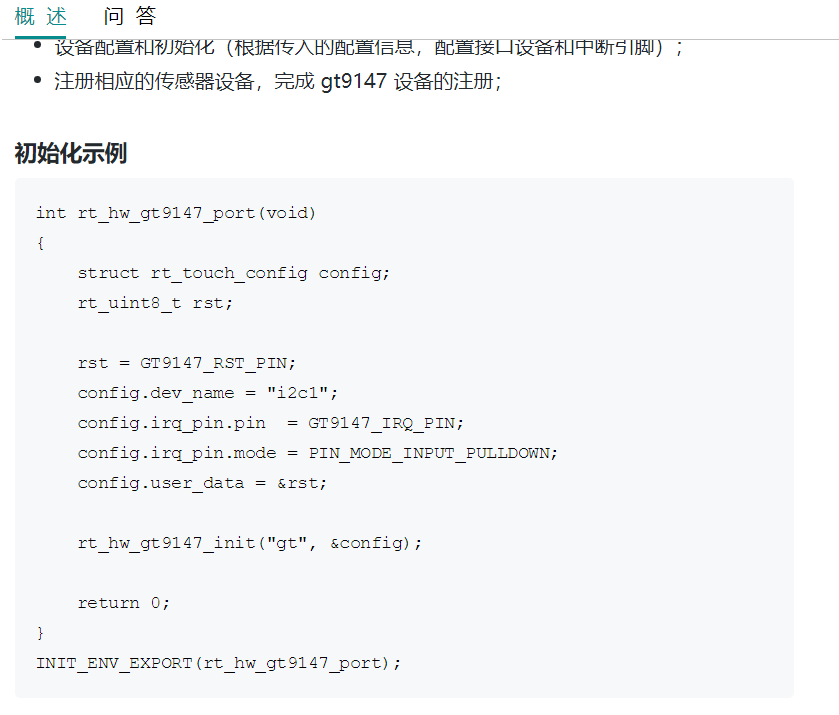 概 述 问 答
设备配置和初始化（根据传入的配置信息，配置接口设备和中断引脚）；
注册相应的传感器设备，完成 gt9147 设备的注册；
初始化示例
int rt_hw_gt9147_port(void)
{
    struct rt_touch_config config;
    rt_uint8_t rst;
    rst = GT9147_RST_PIN;
    config.dev_name = "i2c1";
    config.irq_pin.pin  = GT9147_IRQ_PIN;
    config.irq_pin.mode = PIN_MODE_INPUT_PULLDOWN;
    config.user_data = &rst;
    rt_hw_gt9147_init("gt", &config);
    return 0;
}
INIT_ENV_EXPORT(rt_hw_gt9147_port);